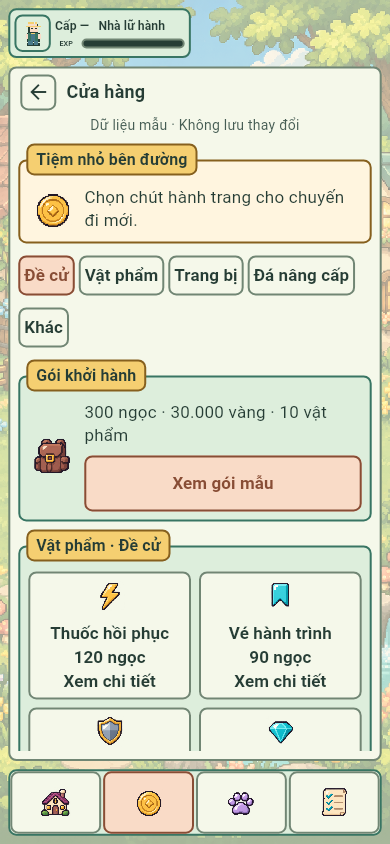 Cấp — Nhà lữ hành
EXP
Cửa hàng
Dữ liệu mẫu · Không lưu thay đổi
Tiệm nhỏ bên đường
Chọn chút hành trang cho chuyến
đi mới.
Đề cử Vật phẩm Trang bị Đá nâng cấp
Khác
Gói khởi hành
300 ngọc · 30.000 vàng · 10 vật
phẩm
Xem gói mẫu
Vật phẩm · Đề cử
Thuốc hồi phục
120 ngọc
Xem chi tiết
Vé hành trình
90 ngọc
Xem chi tiết